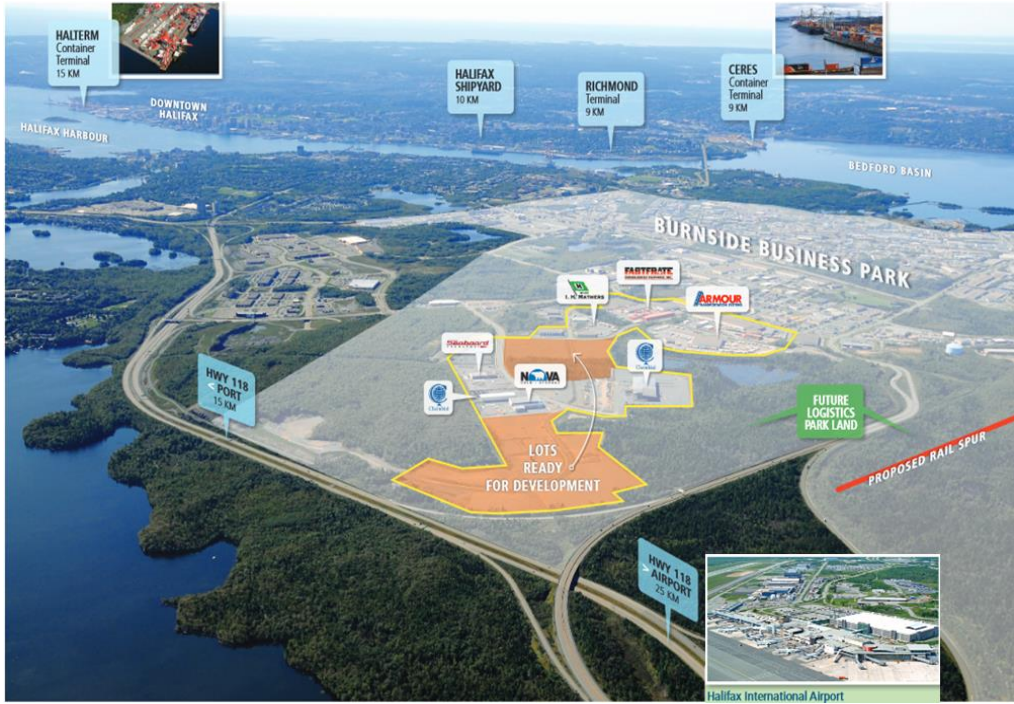 HALTERM
Container
Terminal
15 KM
DOWNTOWN
HALIFAX
HALIFAX HARBOUR
HALIFAX
SHIPYARD
10 KM
RICHMOND
Terminal
9 KM
CERES
Container
Terminal
9 KM
BEDFORD BASIN
BURNSIDE BUSINESS PARK
FASTFRATE
I. H. MATHERS
ARMOUR
Seaboard
NOVA
LOTS
READY
FOR DEVELOPMENT
FUTURE
LOGISTICS
PARK LAND
PROPOSED RAIL SPUR
HWY 118
< PORT
15 KM
HWY 118
> AIRPORT
25 KM
Halifax International Airport